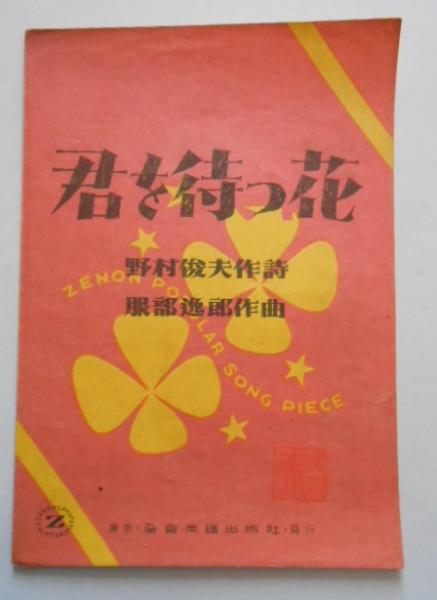 君を待つ花
野村俊夫作詩
服部逸郎作曲
ZENON POPULAR SONG PIECE
Z
東京・全音楽譜出版社・発行